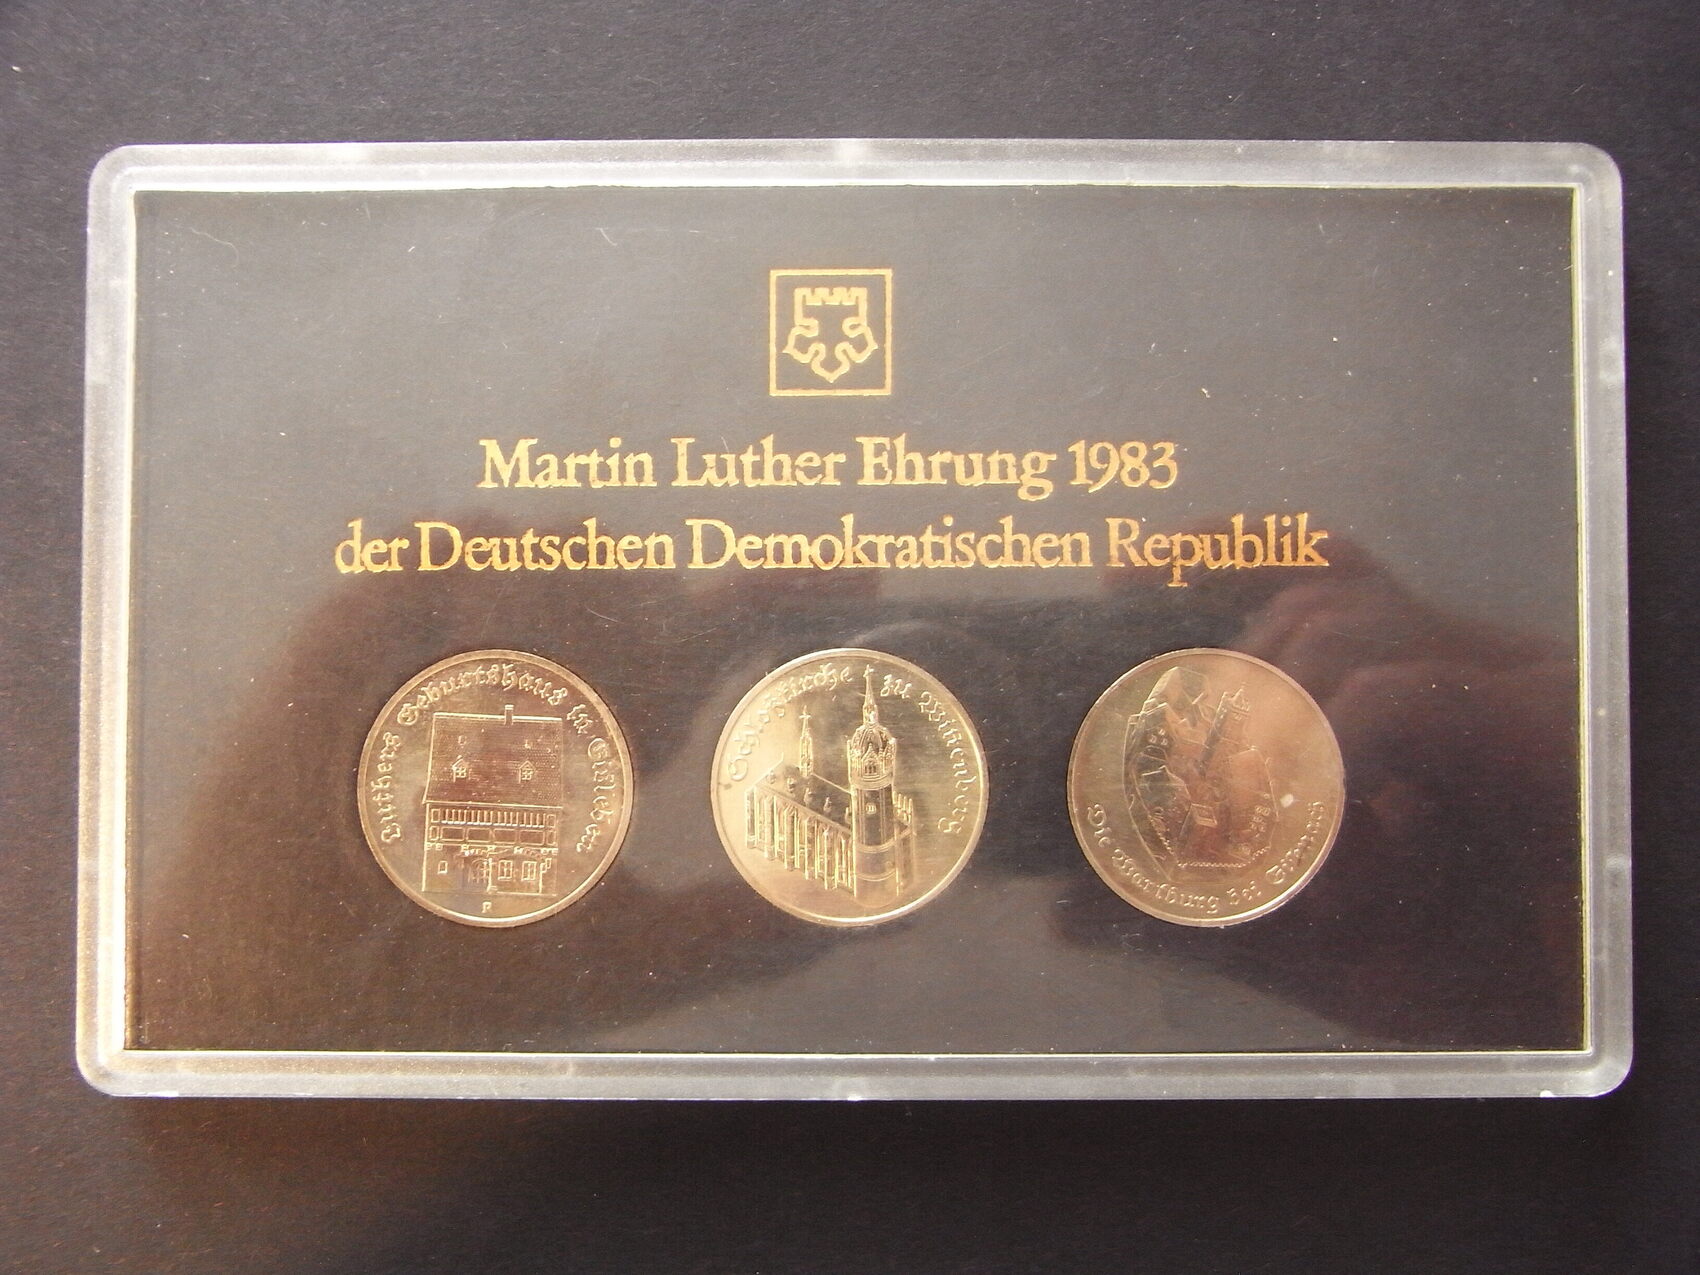 Martin Luther Ehrung 1983
der Deutschen Demokratischen Republik
Luthers Geburtshaus in Eisleben
P
Schloßkirche zu Wittenberg
Die Wartburg bei Eisenach